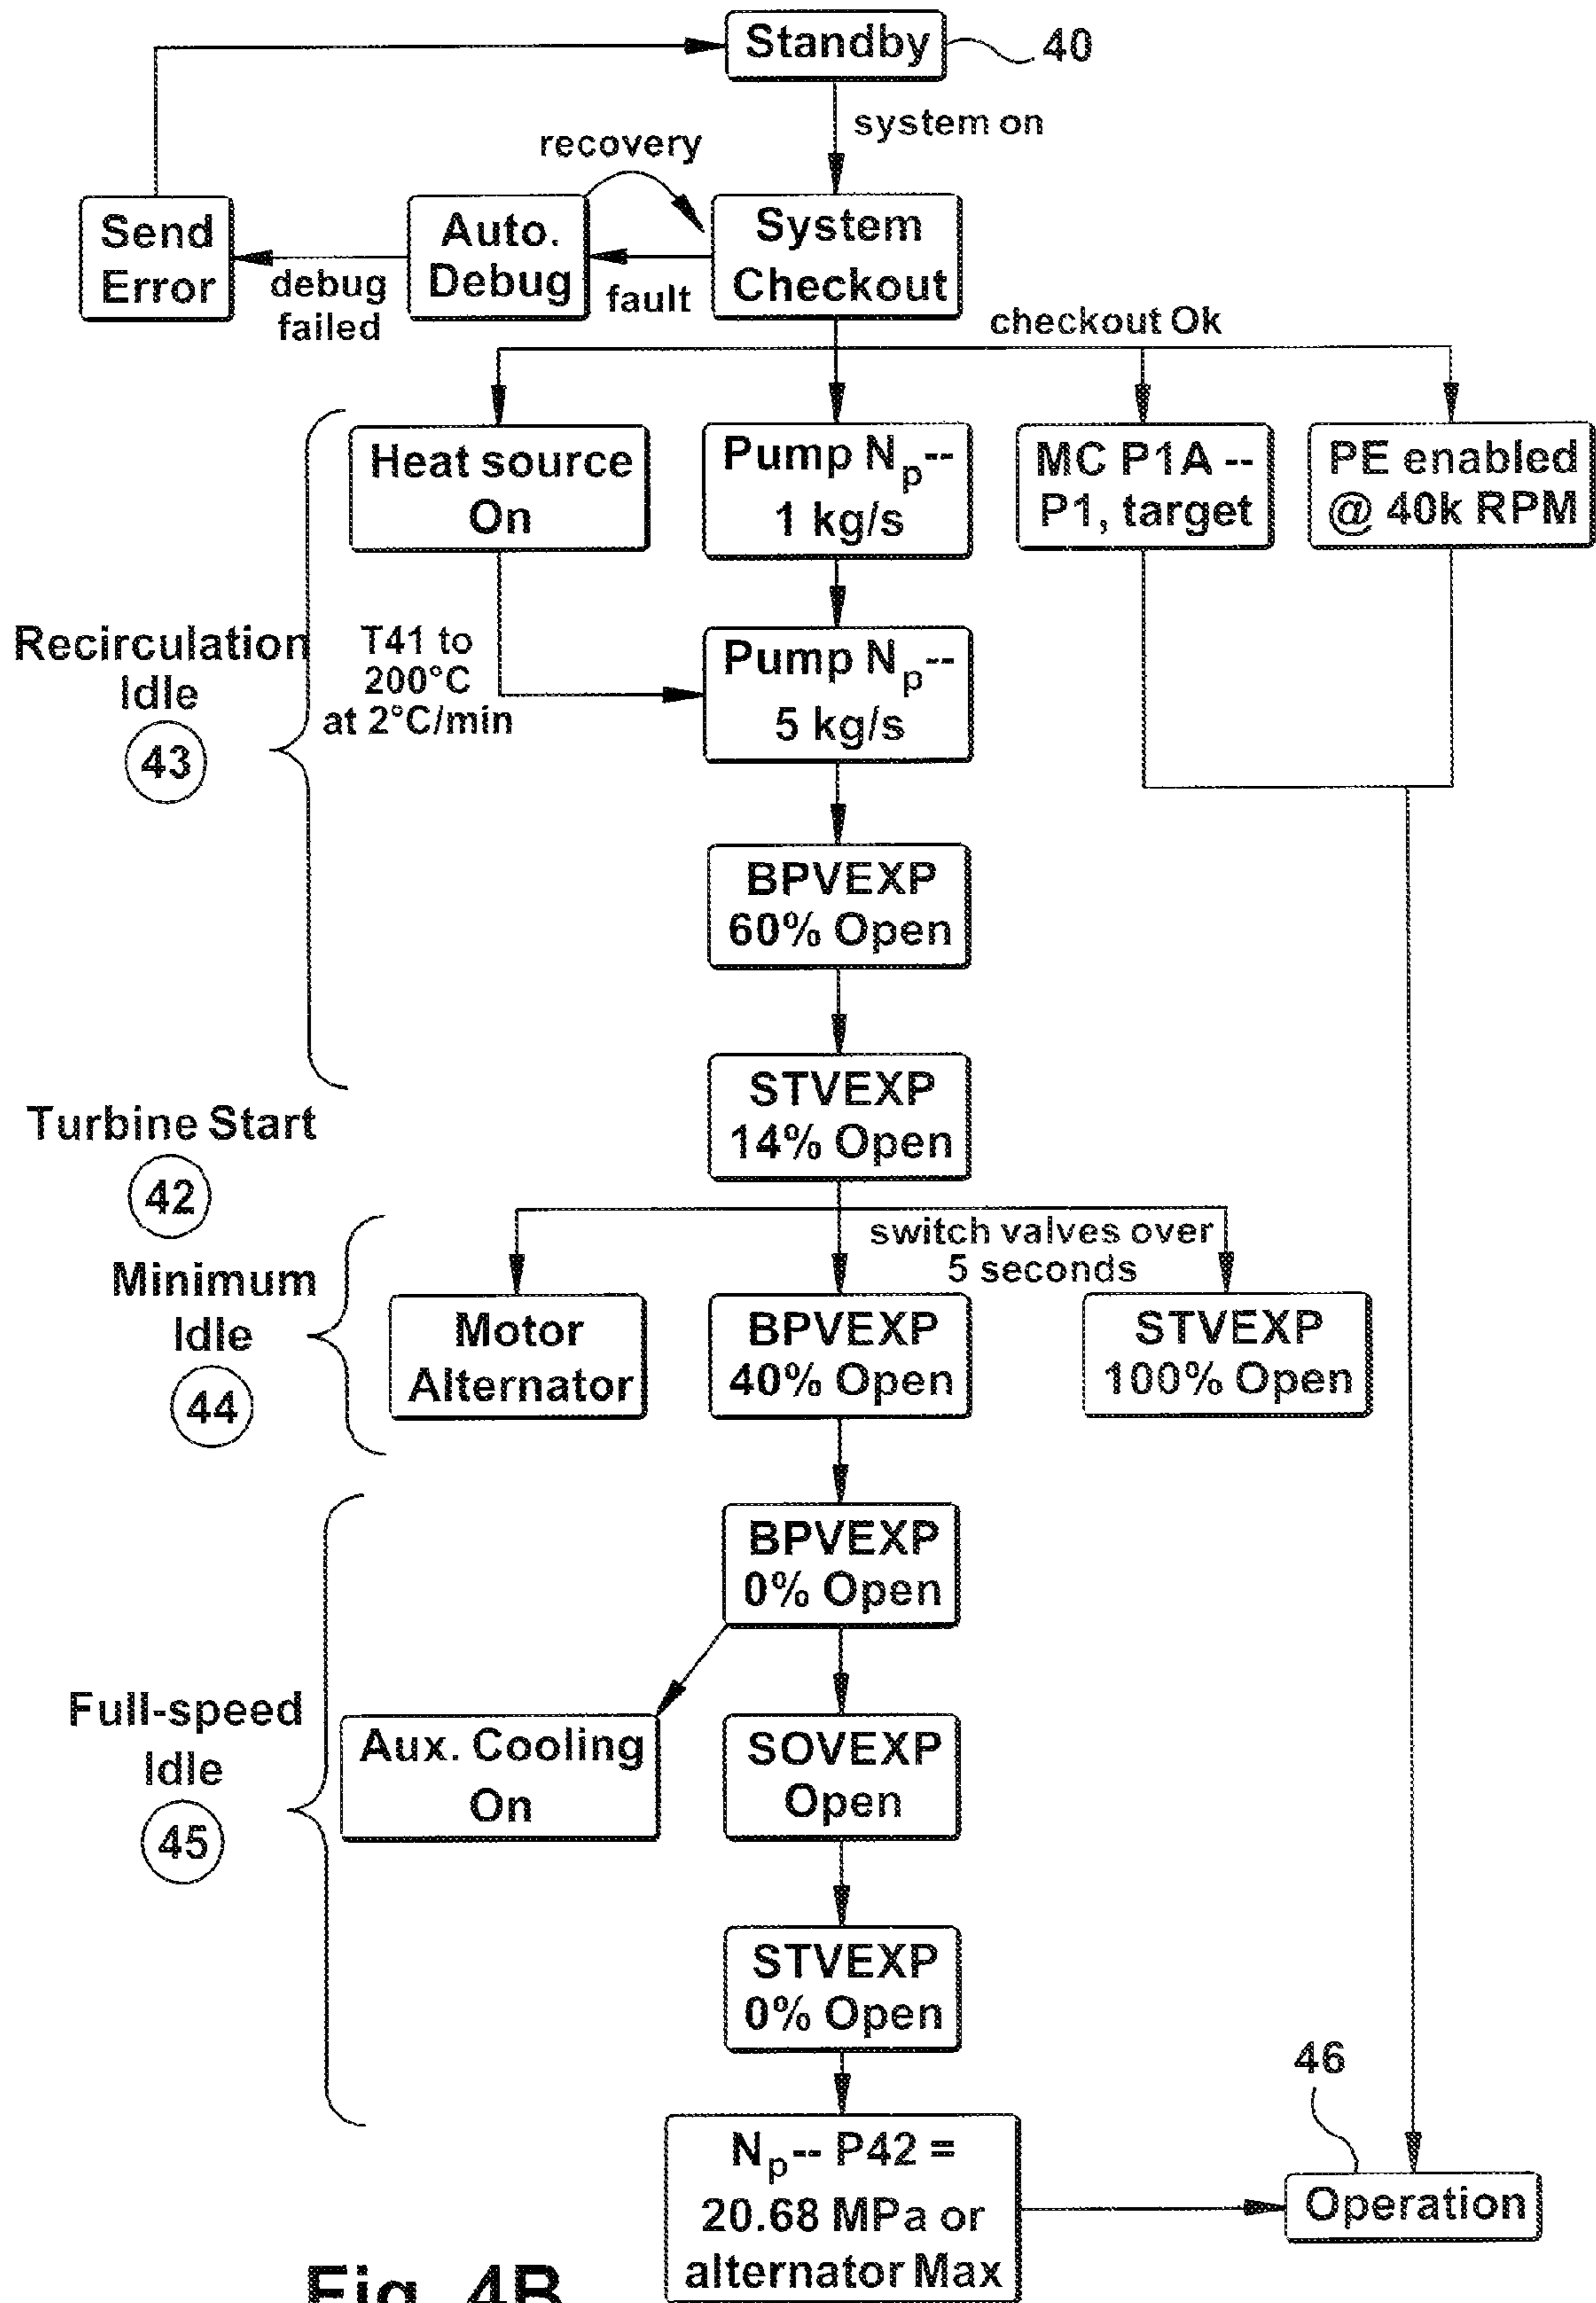 Standby
40
system on
recovery
Send
Error
debug
failed
Auto.
Debug
fault
System
Checkout
checkout Ok
Heat source
On
Pump Np--
1 kg/s
MC P1A --
P1, target
PE enabled
@ 40k RPM
Recirculation
Idle
43
T41 to
200°C
at 2°C/min
Pump Np--
5 kg/s
BPVEXP
60% Open
STVEXP
14% Open
Turbine Start
42
switch valves over
5 seconds
Minimum
Idle
44
Motor
Alternator
BPVEXP
40% Open
STVEXP
100% Open
BPVEXP
0% Open
Full-speed
Idle
45
Aux. Cooling
On
SOVEXP
Open
STVEXP
0% Open
46
Np-- P42 =
20.68 MPa or
alternator Max
Operation
Fig. 4B